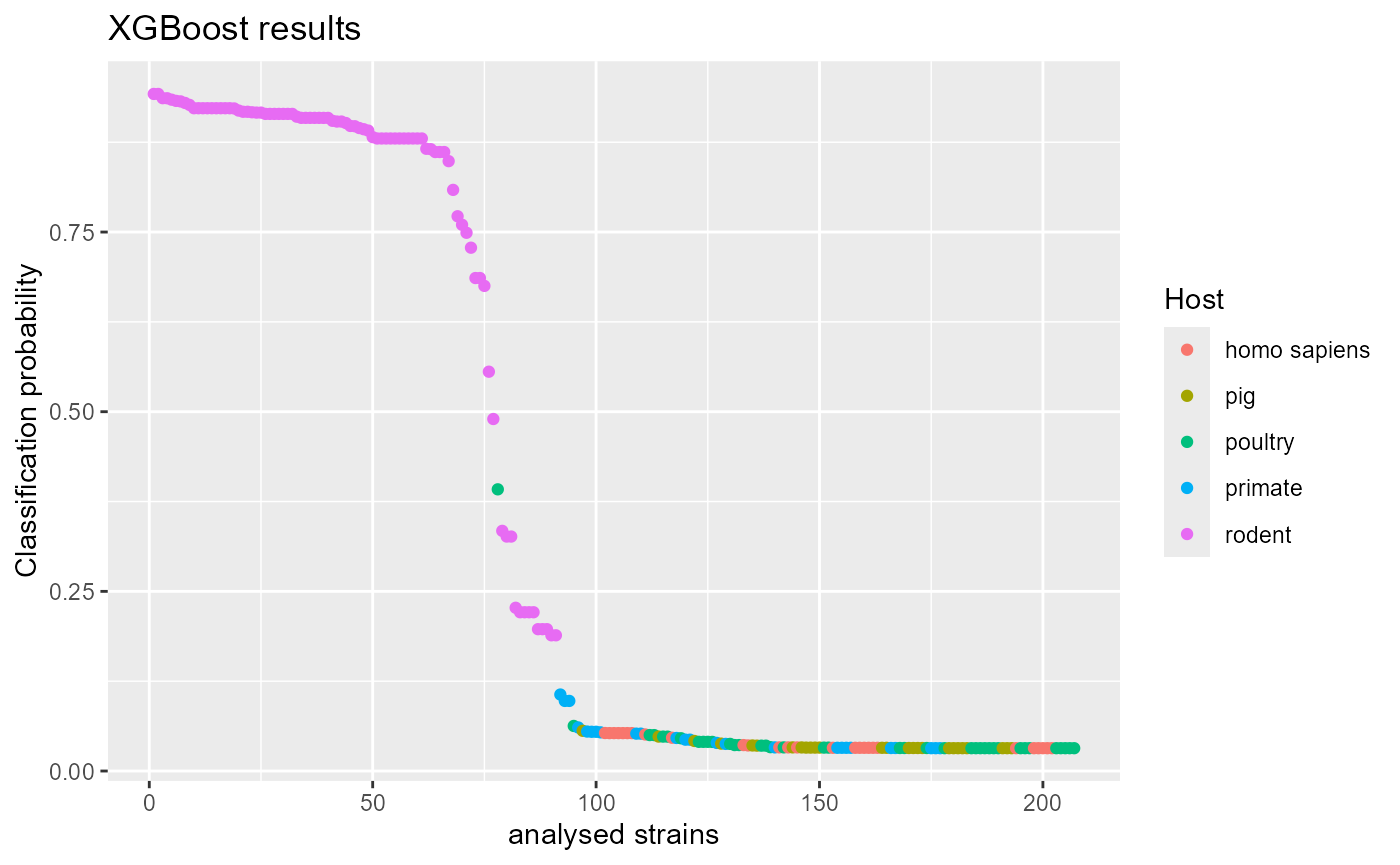 XGBoost results
Classification probability
0.75
0.50
0.25
0.00
0
50
100
150
200
analysed strains
Host
homo sapiens
pig
poultry
primate
rodent